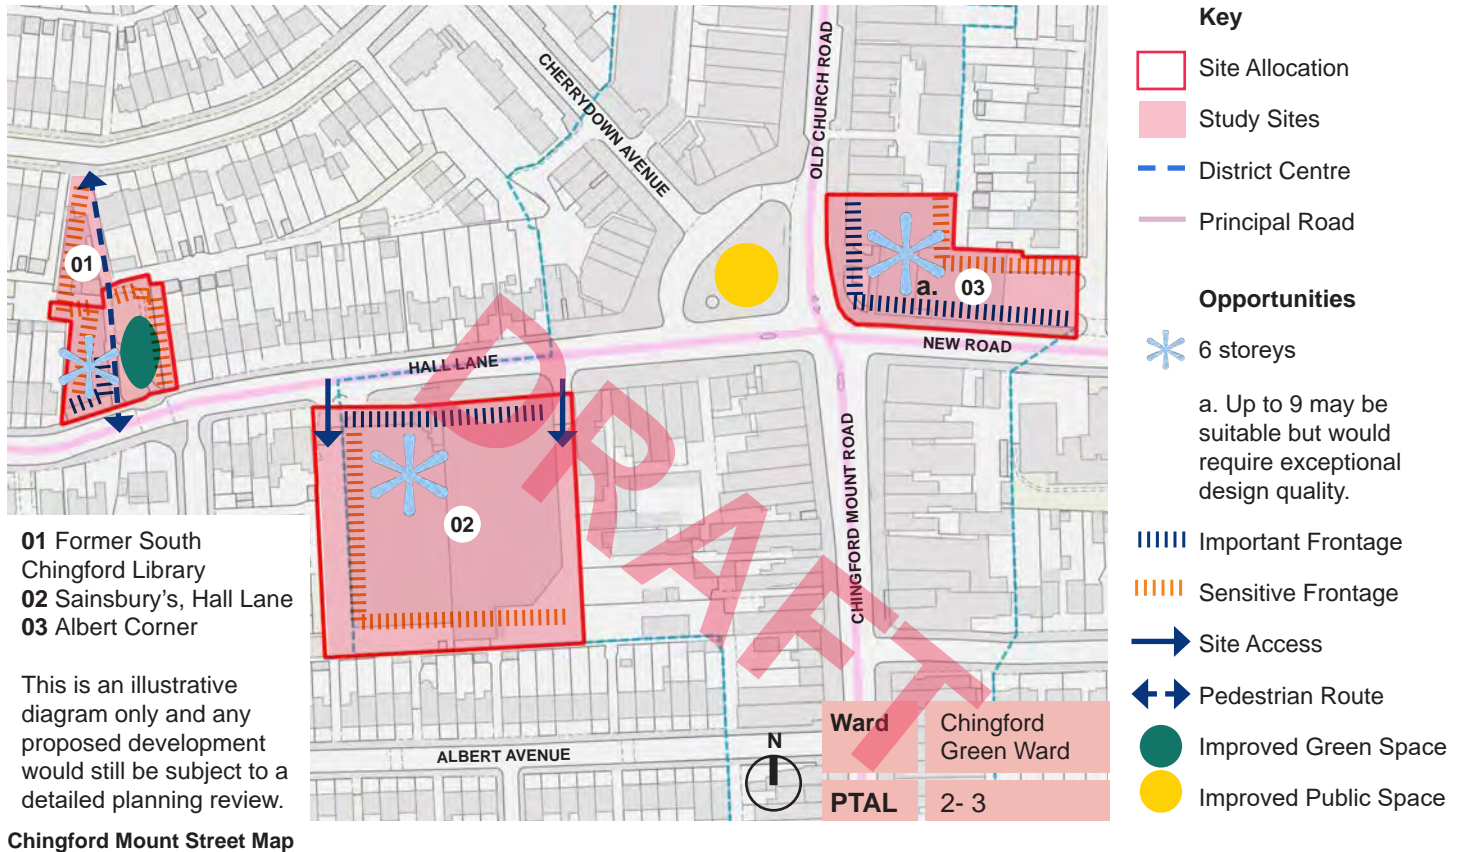 CHERRYDOWN AVENUE
OLD CHURCH ROAD
01
a.
03
NEW ROAD
HALL LANE
02
CHINGFORD MOUNT ROAD
ALBERT AVENUE
DRAFT
N
01 Former South
Chingford Library
02 Sainsbury's, Hall Lane
03 Albert Corner
This is an illustrative
diagram only and any
proposed development
would still be subject to a
detailed planning review.
Ward Chingford
Green Ward
PTAL 2- 3
Chingford Mount Street Map
Key
Site Allocation
Study Sites
District Centre
Principal Road
Opportunities
6 storeys
a. Up to 9 may be
suitable but would
require exceptional
design quality.
Important Frontage
Sensitive Frontage
Site Access
Pedestrian Route
Improved Green Space
Improved Public Space